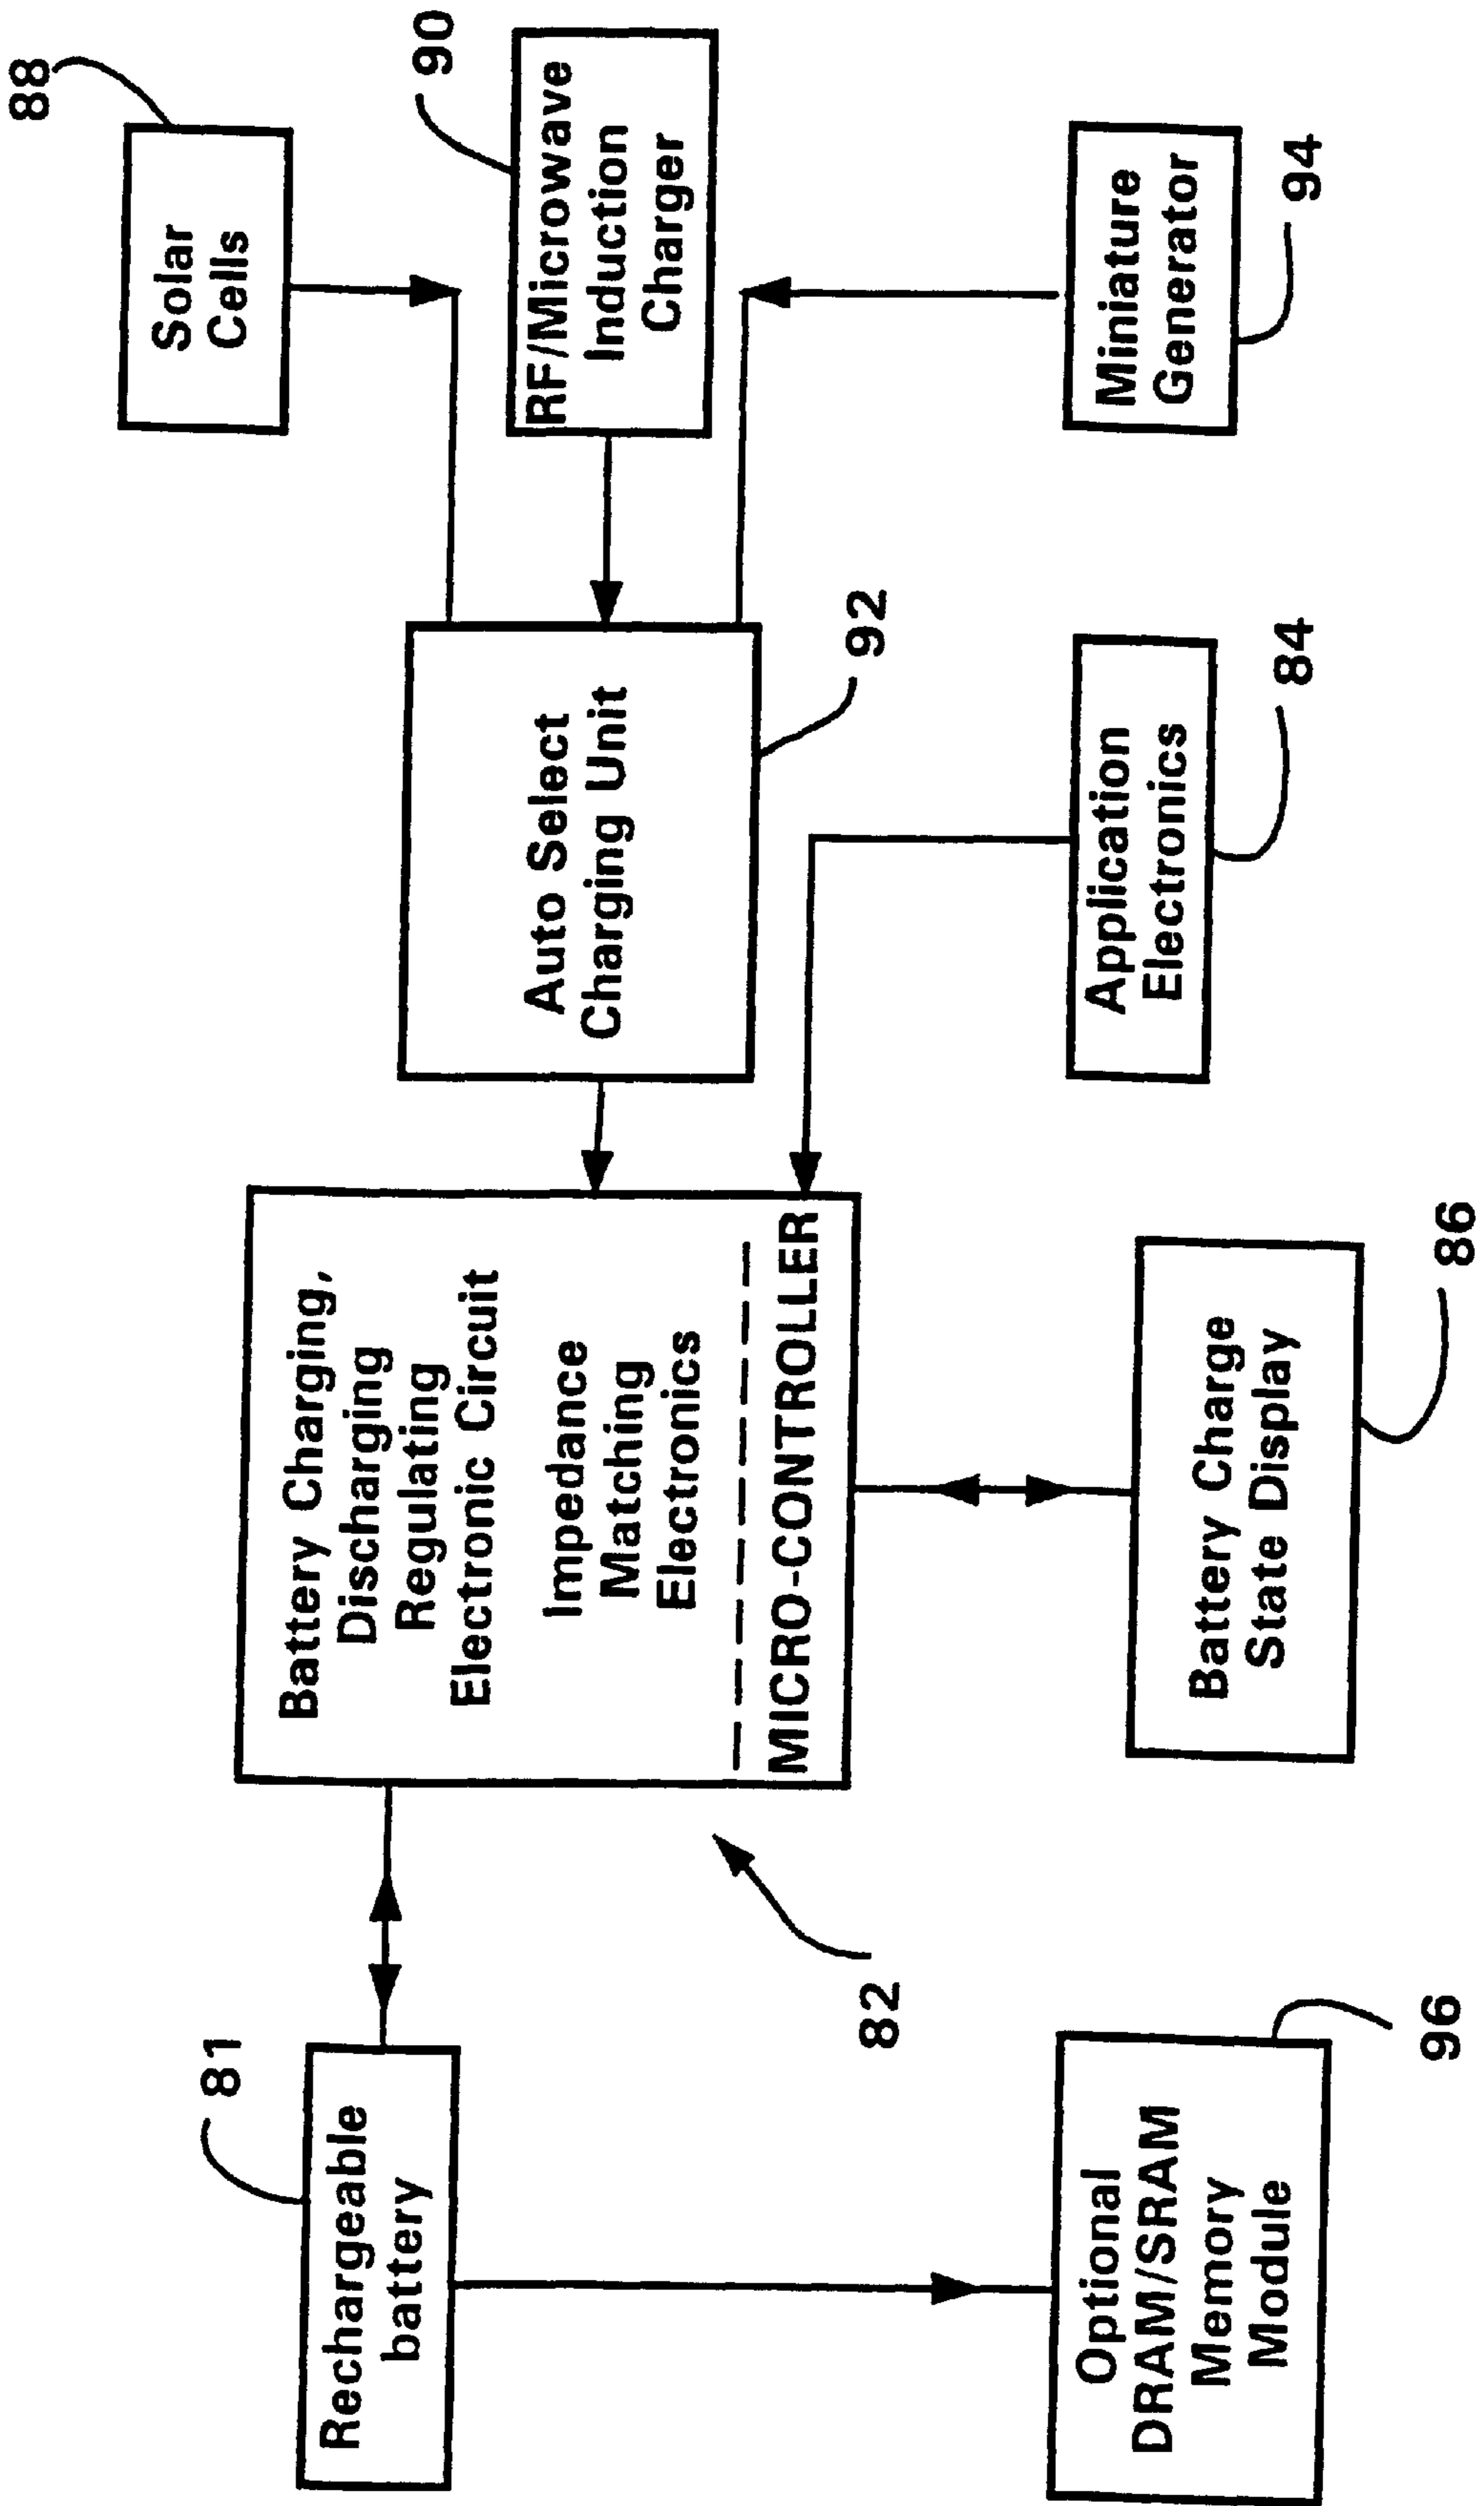 81
Rechargeable
battery
Battery Charging,
Discharging
Regulating
Electronic Circuit
Impedance
Matching
Electronics
MICRO-CONTROLLER
82
Auto Select
Charging Unit
92
Solar
Cells
88
RF/Microwave
Induction
Charger
90
Optional
DRAM/SRAM
Memory
Module
96
Battery Charge
State Display
86
Application
Electronics
84
Miniature
Generator
94